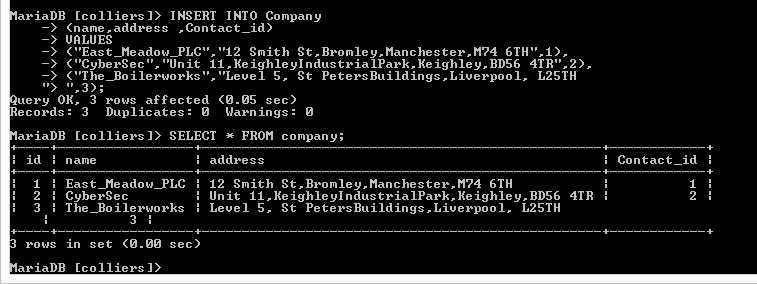 MariaDB [colliers]> INSERT INTO Company
    -> (name,address ,Contact_id)
    -> VALUES
    -> ("East_Meadow_PLC","12 Smith St,Bromley,Manchester,M74 6TH",1),
    -> ("CyberSec","Unit 11,KeighleyIndustrialPark,Keighley,BD56 4TR",2),
    -> ("The_Boilerworks","Level 5, St PetersBuildings,Liverpool, L25TH
    "> ",3);
Query OK, 3 rows affected (0.05 sec)
Records: 3  Duplicates: 0  Warnings: 0
MariaDB [colliers]> SELECT * FROM company;
+----+-----------------+--------------------------------------------------+------------+
| id | name            | address                                          | Contact_id |
+----+-----------------+--------------------------------------------------+------------+
|  1 | East_Meadow_PLC | 12 Smith St,Bromley,Manchester,M74 6TH           |          1 |
|  2 | CyberSec        | Unit 11,KeighleyIndustrialPark,Keighley,BD56 4TR |          2 |
|  3 | The_Boilerworks | Level 5, St PetersBuildings,Liverpool, L25TH
     |          3 |
+----+-----------------+--------------------------------------------------+------------+
3 rows in set (0.00 sec)
MariaDB [colliers]>